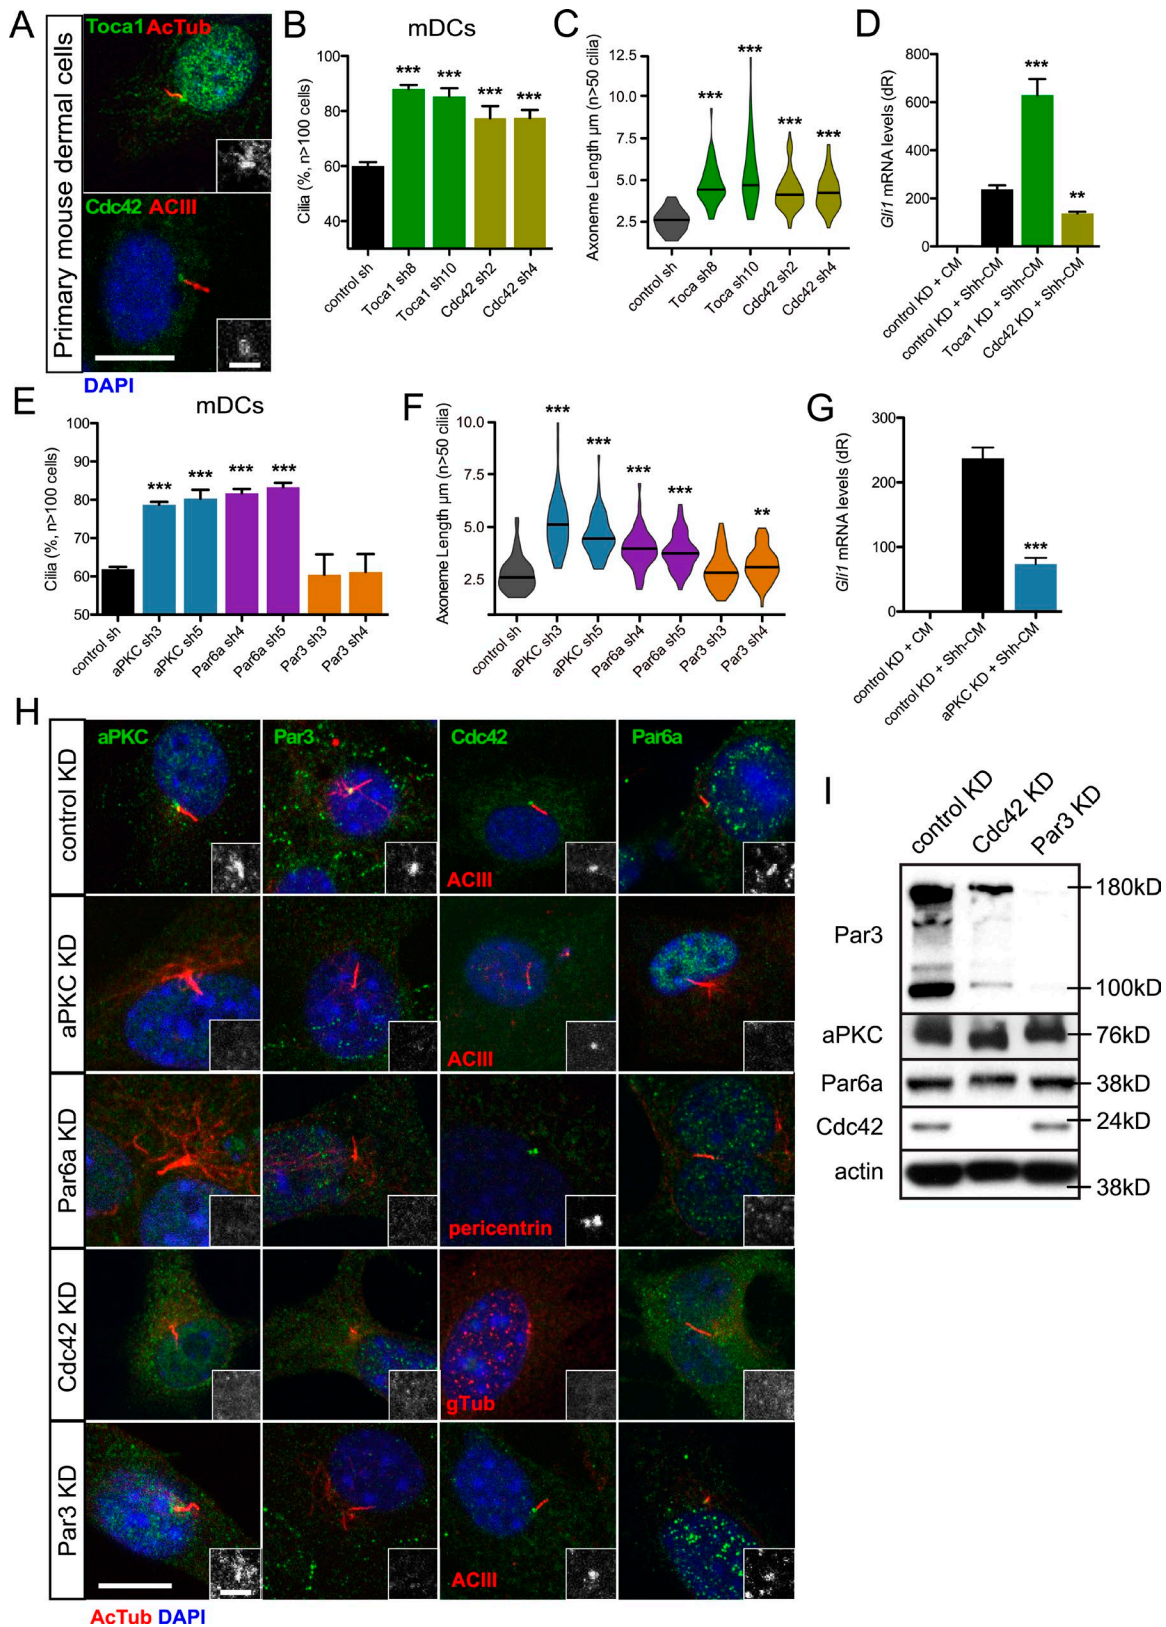 A
Primary mouse dermal cells
Toca1 AcTub
Cdc42 ACIII
DAPI
B
mDCs
Cilia (%, n>100 cells)
100
80
60
40
***
***
***
***
control sh
Toca1 sh8
Toca1 sh10
Cdc42 sh2
Cdc42 sh4
C
Axoneme Length µm (n>50 cilia)
12.5
10.0
7.5
5.0
2.5
***
***
***
***
control sh
Toca sh8
Toca sh10
Cdc42 sh2
Cdc42 sh4
D
Gli1 mRNA levels (dR)
800
600
400
200
0
***
**
control KD + CM
control KD + Shh-CM
Toca1 KD + Shh-CM
Cdc42 KD + Shh-CM
E
mDCs
Cilia (%, n>100 cells)
100
90
80
70
60
50
***
***
***
***
control sh
aPKC sh3
aPKC sh5
Par6a sh4
Par6a sh5
Par3 sh3
Par3 sh4
F
Axoneme Length µm (n>50 cilia)
10.0
7.5
5.0
2.5
***
***
***
***
**
control sh
aPKC sh3
aPKC sh5
Par6a sh4
Par6a sh5
Par3 sh3
Par3 sh4
G
Gli1 mRNA levels (dR)
300
200
100
0
***
control KD + CM
control KD + Shh-CM
aPKC KD + Shh-CM
H
aPKC
Par3
Cdc42
Par6a
control KD
ACIII
aPKC KD
ACIII
Par6a KD
pericentrin
Cdc42 KD
gTub
Par3 KD
ACIII
AcTub DAPI
I
control KD
Cdc42 KD
Par3 KD
Par3
180kD
100kD
aPKC
76kD
Par6a
38kD
Cdc42
24kD
actin
38kD